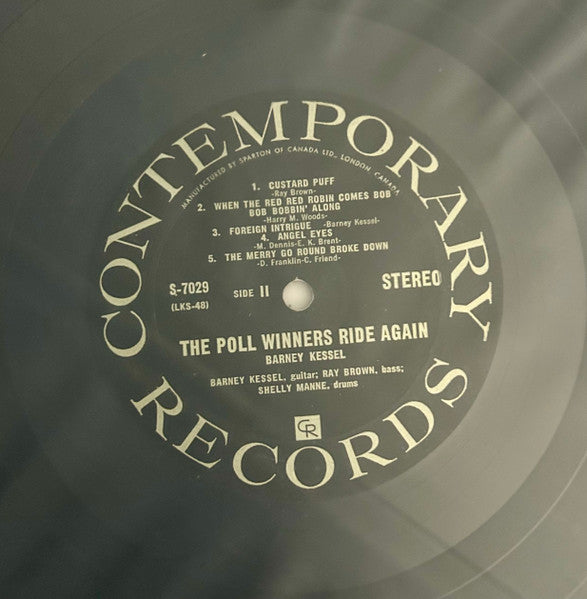 CONTEMPORARY
MANUFACTURED BY SPARTON OF CANADA LTD., LONDON, CANADA
1. CUSTARD PUFF
-Ray Brown-
2. WHEN THE RED RED ROBIN COMES BOB
BOB BOBBIN' ALONG
-Harry M. Woods-
3. FOREIGN INTRIGUE -Barney Kessel-
4. ANGEL EYES
-M. Dennis-E. K. Brent-
5. THE MERRY GO ROUND BROKE DOWN
-D. Franklin-C. Friend-
S-7029 SIDE II STEREO
(LKS-48)
THE POLL WINNERS RIDE AGAIN
BARNEY KESSEL
BARNEY KESSEL, guitar; RAY BROWN, bass;
SHELLY MANNE, drums
CR
RECORDS